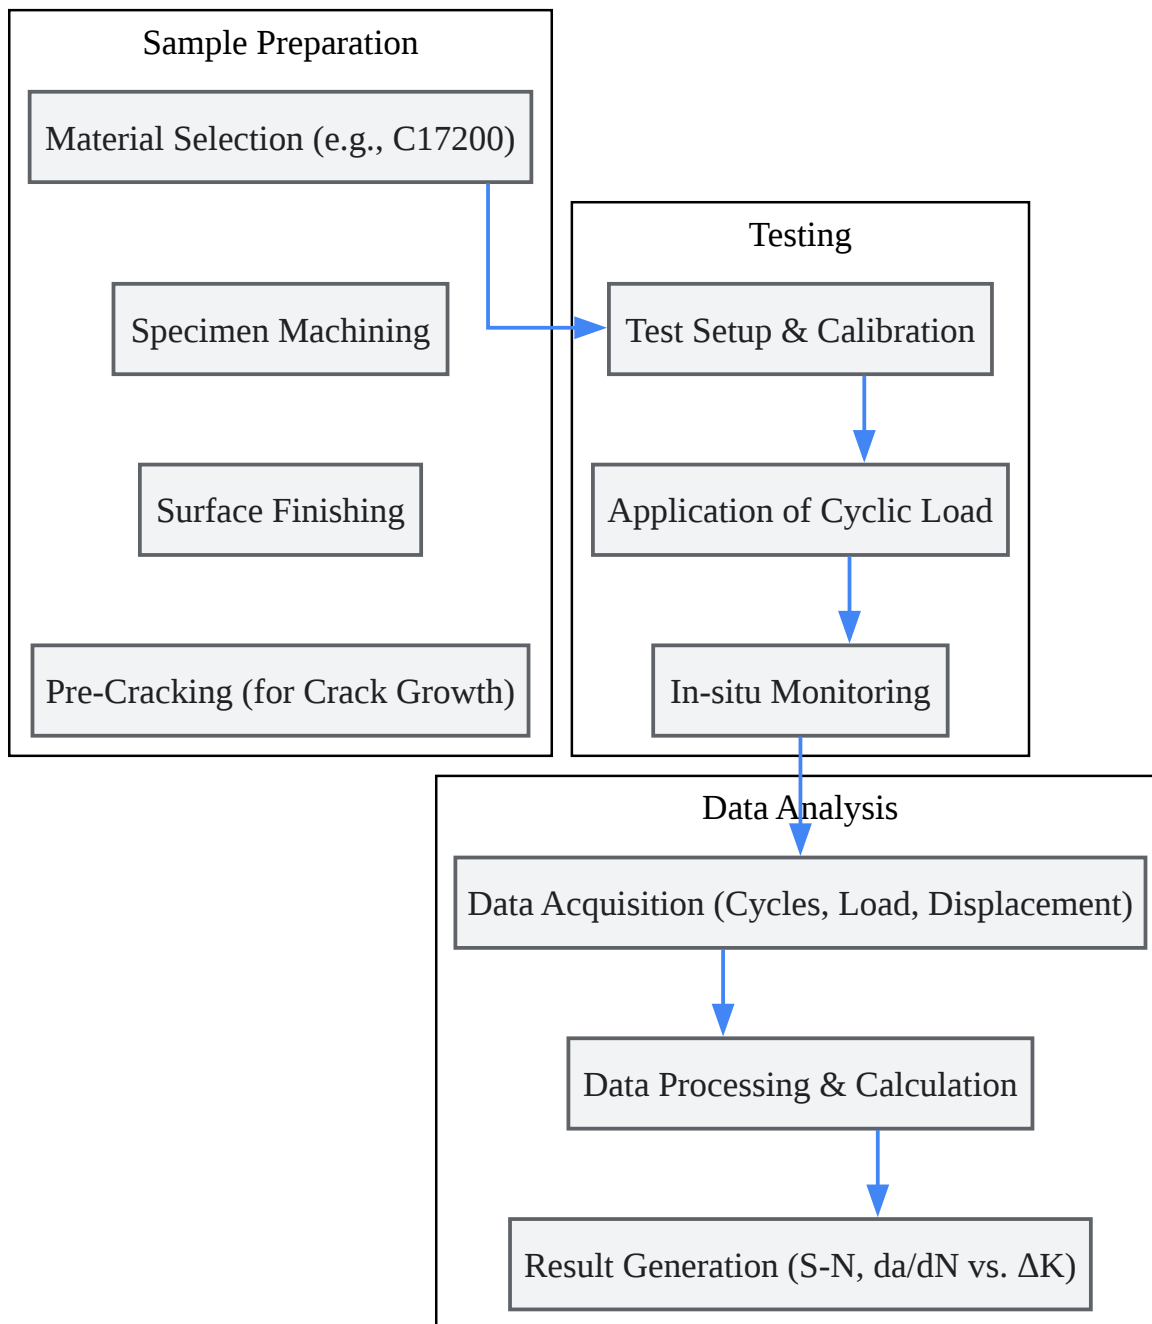 Sample Preparation
Material Selection (e.g., C17200)
Specimen Machining
Surface Finishing
Pre-Cracking (for Crack Growth)
Testing
Test Setup & Calibration
Application of Cyclic Load
In-situ Monitoring
Data Analysis
Data Acquisition (Cycles, Load, Displacement)
Data Processing & Calculation
Result Generation (S-N, da/dN vs. ΔK)